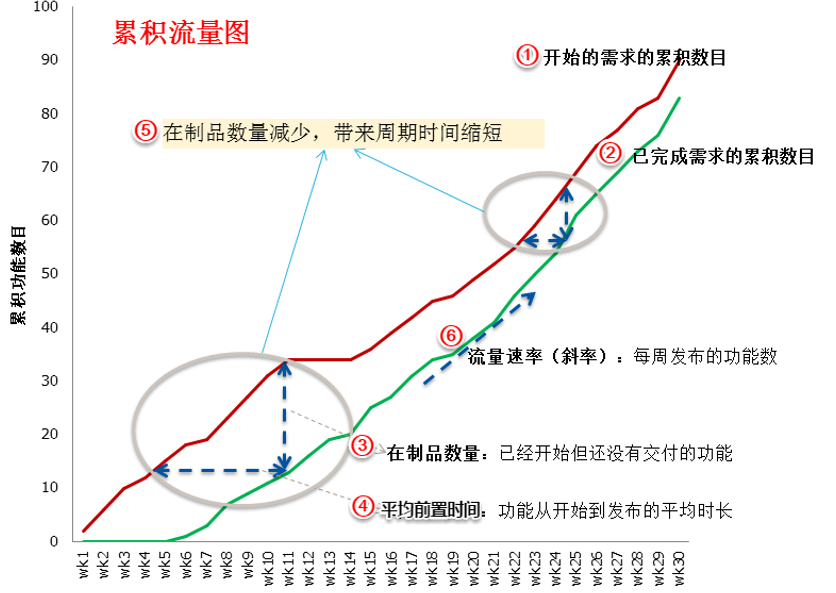 累积流量图
① 开始的需求的累积数目
⑤ 在制品数量减少，带来周期时间缩短
② 已完成需求的累积数目
⑥ 流量速率（斜率）：每周发布的功能数
③ 在制品数量：已经开始但还没有交付的功能
④ 平均前置时间：功能从开始到发布的平均时长
累积功能数目
100
90
80
70
60
50
40
30
20
10
0
wk1 wk2 wk3 wk4 wk5 wk6 wk7 wk8 wk9 wk10 wk11 wk12 wk13 wk14 wk15 wk16 wk17 wk18 wk19 wk20 wk21 wk22 wk23 wk24 wk25 wk26 wk27 wk28 wk29 wk30